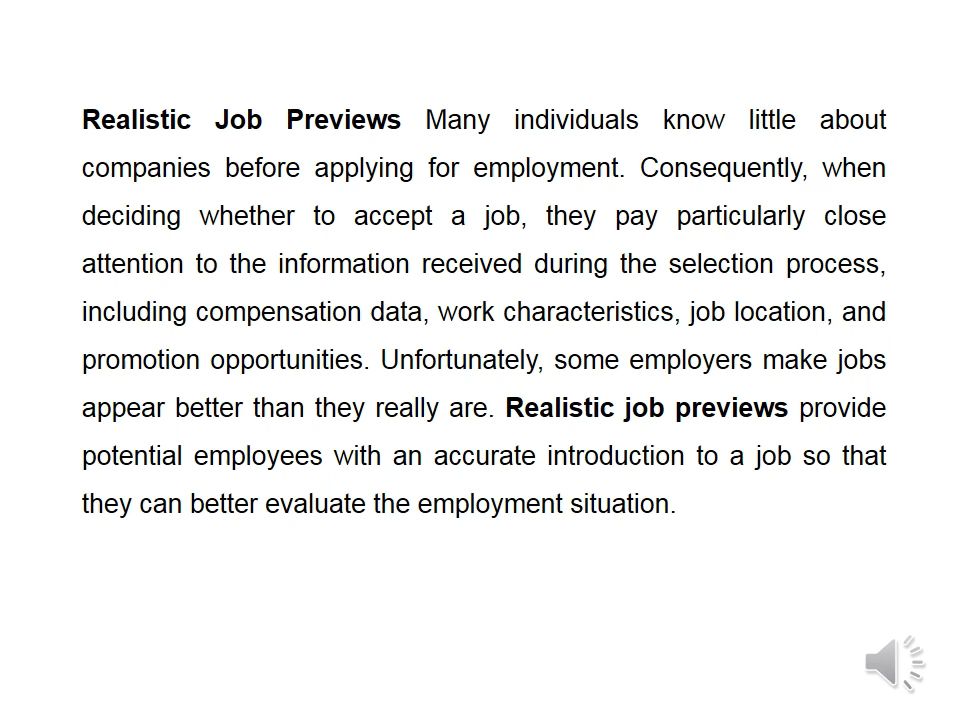 Realistic Job Previews Many individuals know little about
companies before applying for employment. Consequently, when
deciding whether to accept a job, they pay particularly close
attention to the information received during the selection process,
including compensation data, work characteristics, job location, and
promotion opportunities. Unfortunately, some employers make jobs
appear better than they really are. Realistic job previews provide
potential employees with an accurate introduction to a job so that
they can better evaluate the employment situation.